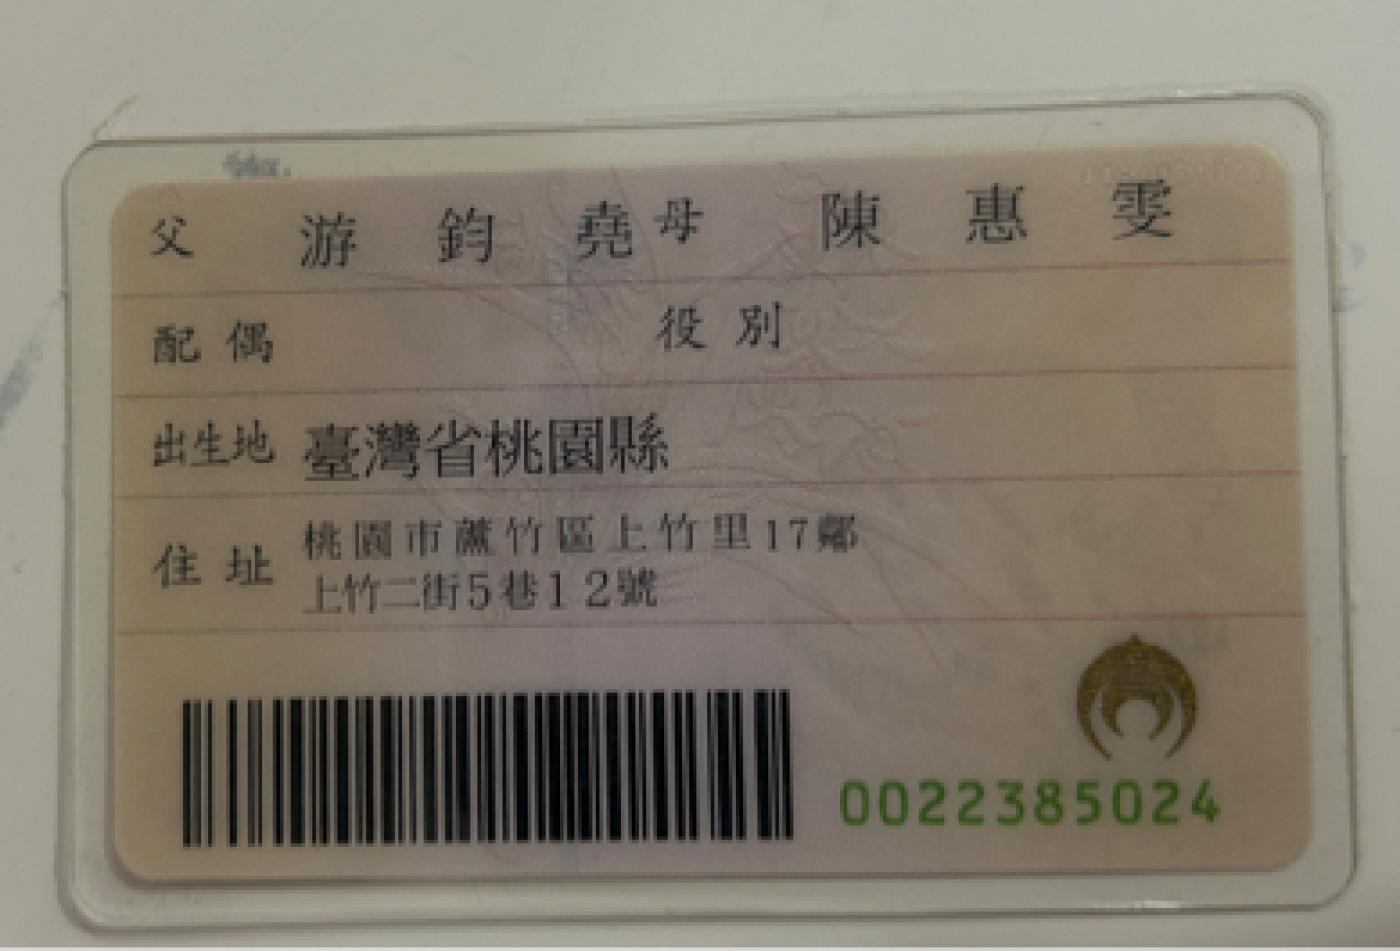 父 游鈞堯 母 陳惠雯
配偶 役別
出生地 臺灣省桃園縣
住址 桃園市蘆竹區上竹里17鄰
上竹二街5巷12號
0022385024